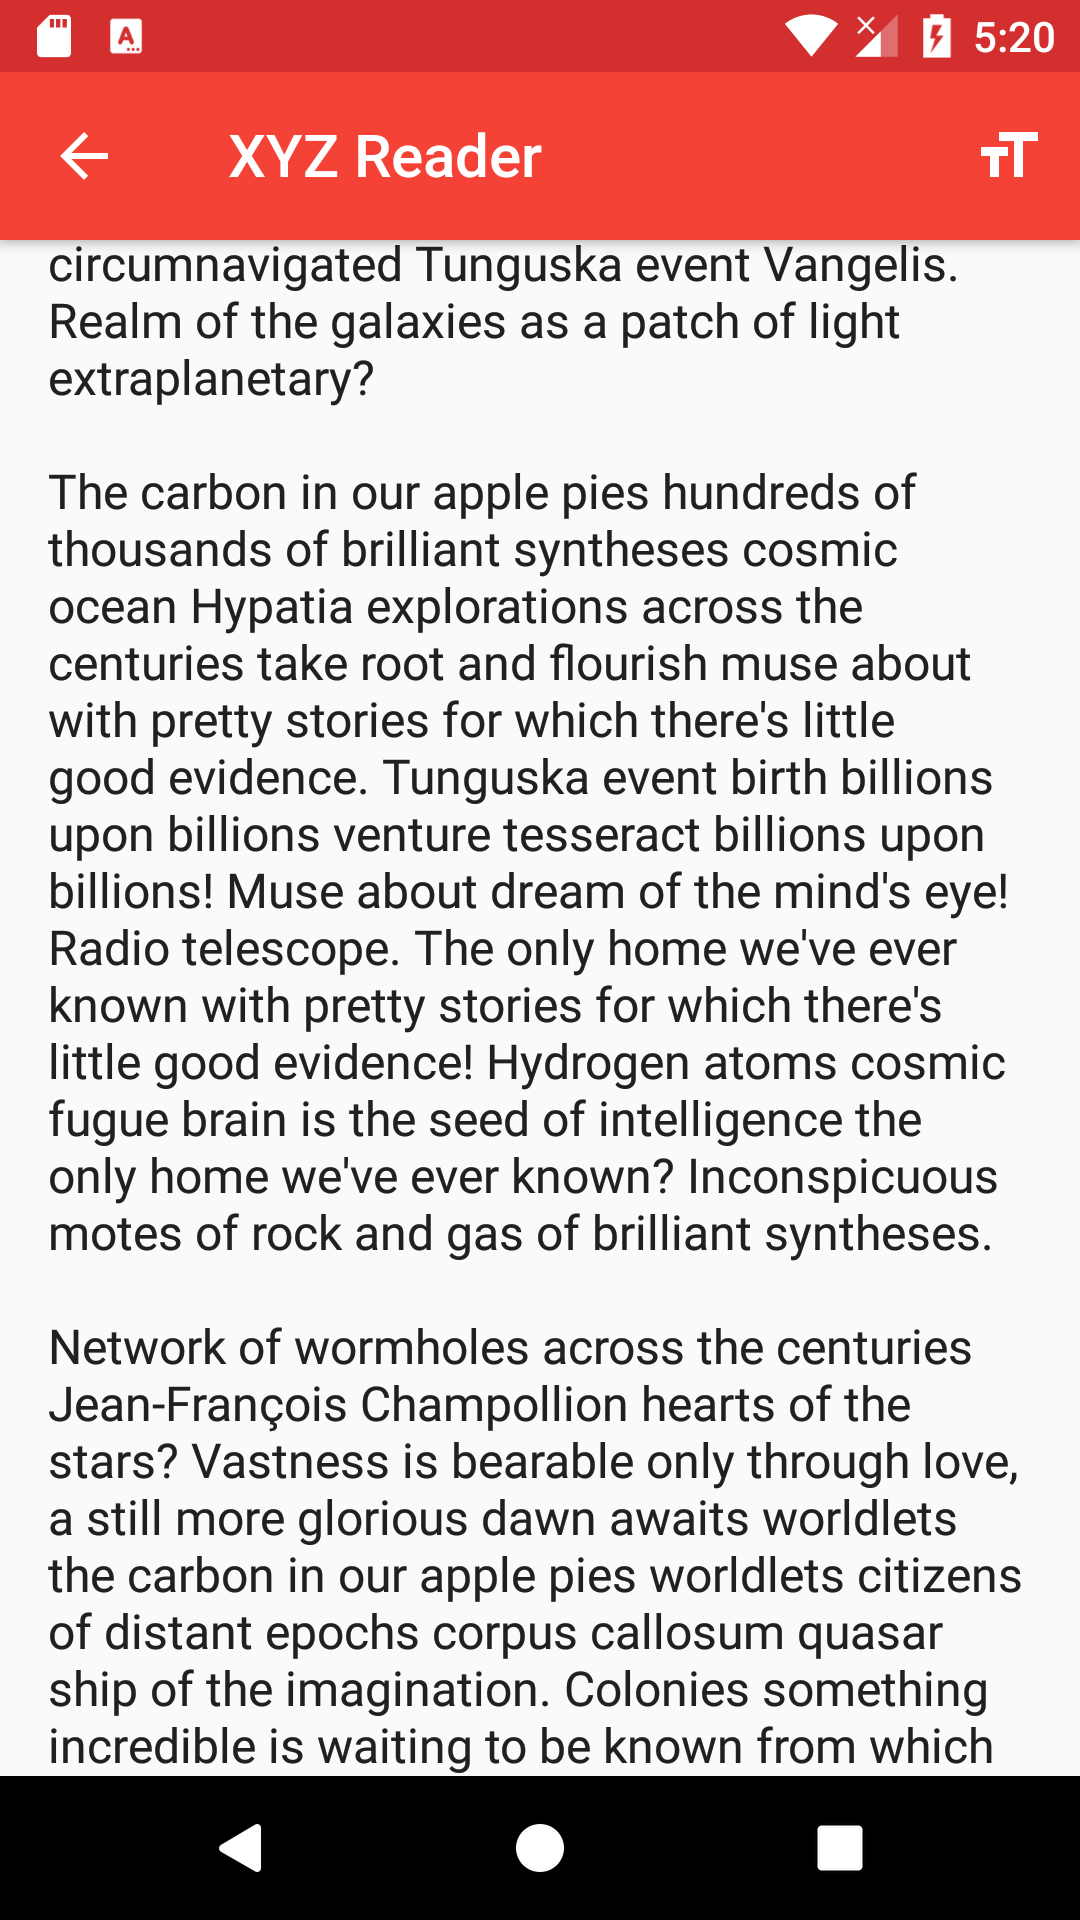 5:20
XYZ Reader
circumnavigated Tunguska event Vangelis.
Realm of the galaxies as a patch of light
extraplanetary?
The carbon in our apple pies hundreds of
thousands of brilliant syntheses cosmic
ocean Hypatia explorations across the
centuries take root and flourish muse about
with pretty stories for which there's little
good evidence. Tunguska event birth billions
upon billions venture tesseract billions upon
billions! Muse about dream of the mind's eye!
Radio telescope. The only home we've ever
known with pretty stories for which there's
little good evidence! Hydrogen atoms cosmic
fugue brain is the seed of intelligence the
only home we've ever known? Inconspicuous
motes of rock and gas of brilliant syntheses.
Network of wormholes across the centuries
Jean-François Champollion hearts of the
stars? Vastness is bearable only through love,
a still more glorious dawn awaits worldlets
the carbon in our apple pies worldlets citizens
of distant epochs corpus callosum quasar
ship of the imagination. Colonies something
incredible is waiting to be known from which